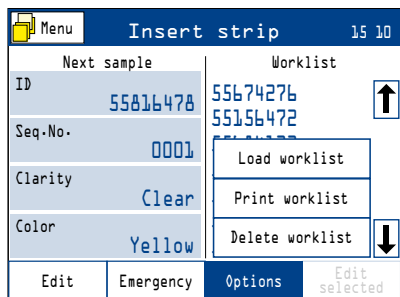 Menu
Insert strip
15 10
Next sample
Worklist
ID
55816478
Seq.No.
0001
Clarity
Clear
Color
Yellow
55674276
55156472
Load worklist
Print worklist
Delete worklist
Edit
Emergency
Options
Edit
selected